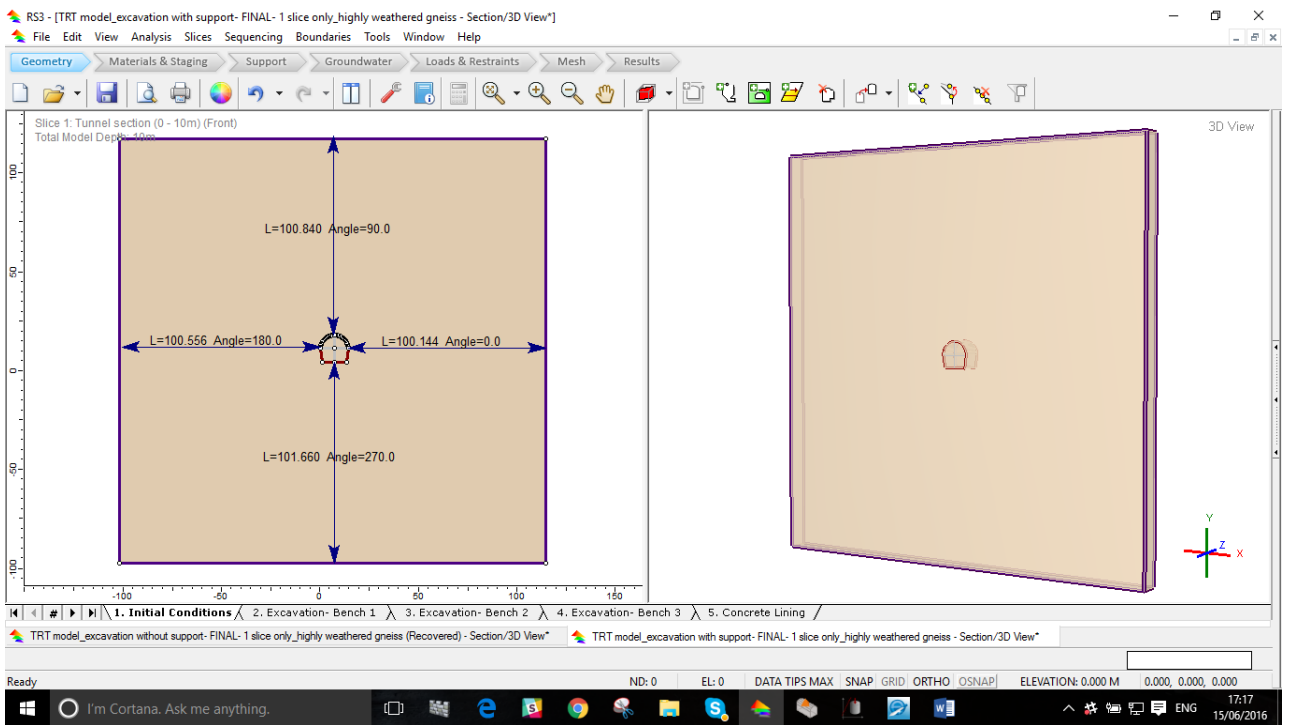 RS3 - [TRT model_excavation with support- FINAL- 1 slice only_highly weathered gneiss - Section/3D View*]
File Edit View Analysis Slices Sequencing Boundaries Tools Window Help
Geometry Materials & Staging Support Groundwater Loads & Restraints Mesh Results
Slice 1: Tunnel section (0 - 10m) (Front)
Total Model Depth: 10m
3D View
100
50
0
-50
-100
L=100.840 Angle=90.0
L=100.556 Angle=180.0
L=100.144 Angle=0.0
L=101.660 Angle=270.0
-100 -50 0 50 100 150
Y
Z
X
# 1. Initial Conditions 2. Excavation- Bench 1 3. Excavation- Bench 2 4. Excavation- Bench 3 5. Concrete Lining
TRT model_excavation without support- FINAL- 1 slice only_highly weathered gneiss (Recovered) - Section/3D View* TRT model_excavation with support- FINAL- 1 slice only_highly weathered gneiss - Section/3D View*
Ready ND: 0 EL: 0 DATA TIPS MAX SNAP GRID ORTHO OSNAP ELEVATION: 0.000 M 0.000, 0.000, 0.000
I'm Cortana. Ask me anything. ENG 17:17
15/06/2016